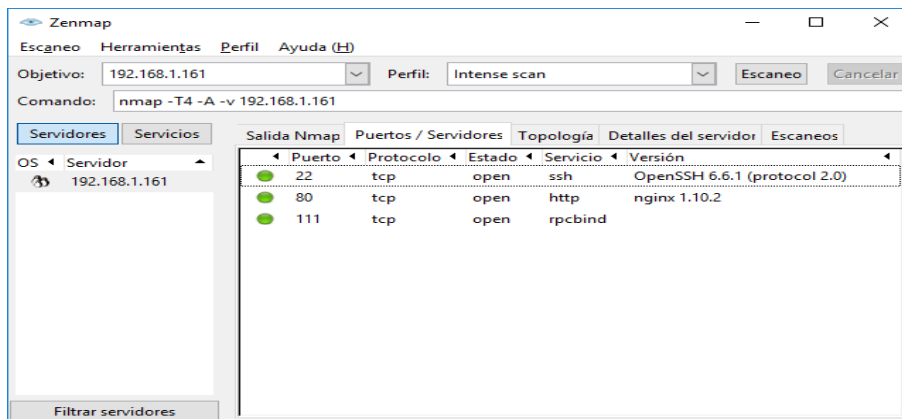 Zenmap
Escaneo Herramientas Perfil Ayuda (H)
Objetivo: 192.168.1.161 Perfil: Intense scan Escaneo Cancelar
Comando: nmap -T4 -A -v 192.168.1.161
Servidores Servicios Salida Nmap Puertos / Servidores Topología Detalles del servidor Escaneos
OS Servidor Puerto Protocolo Estado Servicio Versión
192.168.1.161 22 tcp open ssh OpenSSH 6.6.1 (protocol 2.0)
80 tcp open http nginx 1.10.2
111 tcp open rpcbind
Filtrar servidores